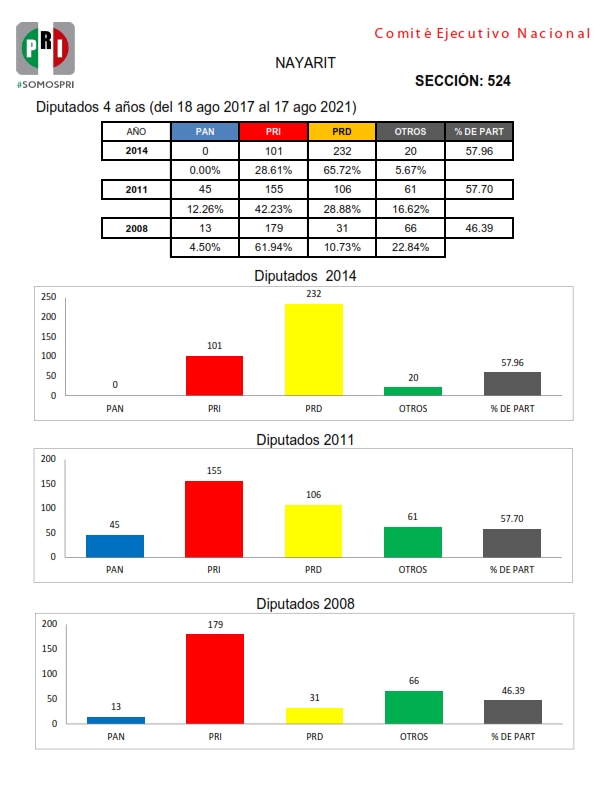 Comité Ejecutivo Nacional
PRI
#SOMOSPRI
NAYARIT
SECCIÓN: 524
Diputados 4 años (del 18 ago 2017 al 17 ago 2021)
AÑO PAN PRI PRD OTROS % DE PART
2014 0 101 232 20 57.96
0.00% 28.61% 65.72% 5.67%
2011 45 155 106 61 57.70
12.26% 42.23% 28.88% 16.62%
2008 13 179 31 66 46.39
4.50% 61.94% 10.73% 22.84%
Diputados 2014
250
200
150
100
50
0
0 101 232 20 57.96
PAN PRI PRD OTROS % DE PART
Diputados 2011
200
150
100
50
0
45 155 106 61 57.70
PAN PRI PRD OTROS % DE PART
Diputados 2008
200
150
100
50
0
13 179 31 66 46.39
PAN PRI PRD OTROS % DE PART